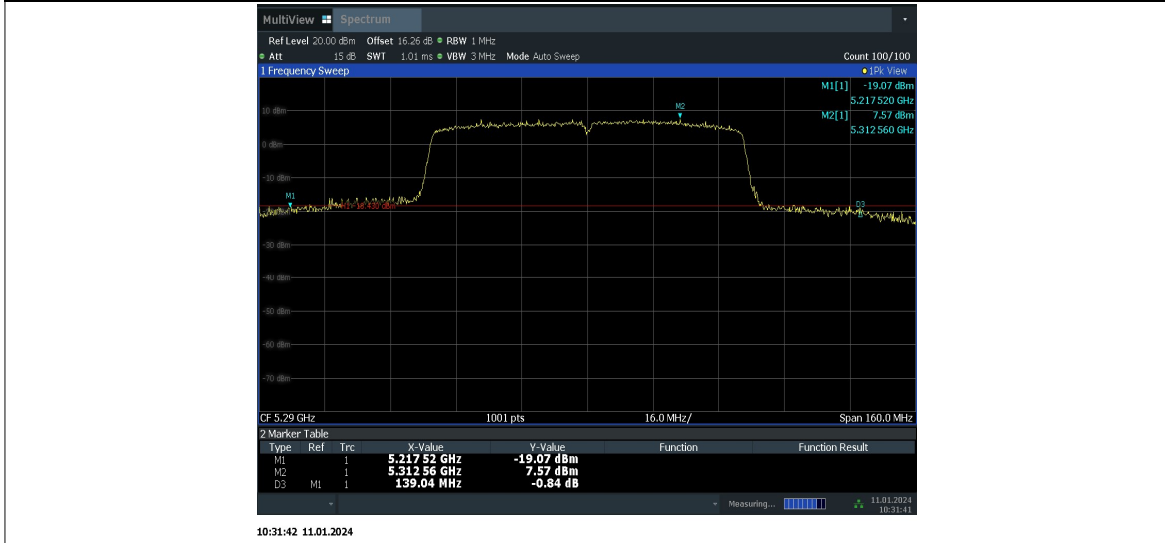 MultiView Spectrum
Ref Level 20.00 dBm Offset 16.26 dB RBW 1 MHz
Att 15 dB SWT 1.01 ms VBW 3 MHz Mode Auto Sweep Count 100/100
1 Frequency Sweep 1Pk View
M1[1] -19.07 dBm
5.217520 GHz
M2[1] 7.57 dBm
5.312560 GHz
M2
10 dBm
0 dBm
-10 dBm
M1
D3
-30 dBm
-40 dBm
-50 dBm
-60 dBm
-70 dBm
CF 5.29 GHz 1001 pts 16.0 MHz/ Span 160.0 MHz
2 Marker Table
Type Ref Trc X-Value Y-Value Function Function Result
M1 1 5.217 52 GHz -19.07 dBm
M2 1 5.312 56 GHz 7.57 dBm
D3 M1 1 139.04 MHz -0.84 dB
Measuring... 11.01.2024
10:31:41
10:31:42 11.01.2024